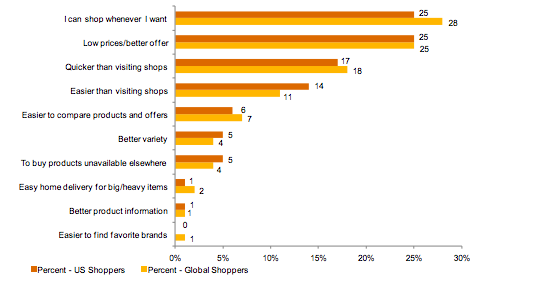 I can shop whenever I want
25
28
Low prices/better offer
25
25
Quicker than visiting shops
17
18
Easier than visiting shops
14
11
Easier to compare products and offers
6
7
Better variety
5
4
To buy products unavailable elsewhere
5
4
Easy home delivery for big/heavy items
1
2
Better product information
1
1
Easier to find favorite brands
0
1
0% 5% 10% 15% 20% 25% 30%
Percent - US Shoppers Percent - Global Shoppers